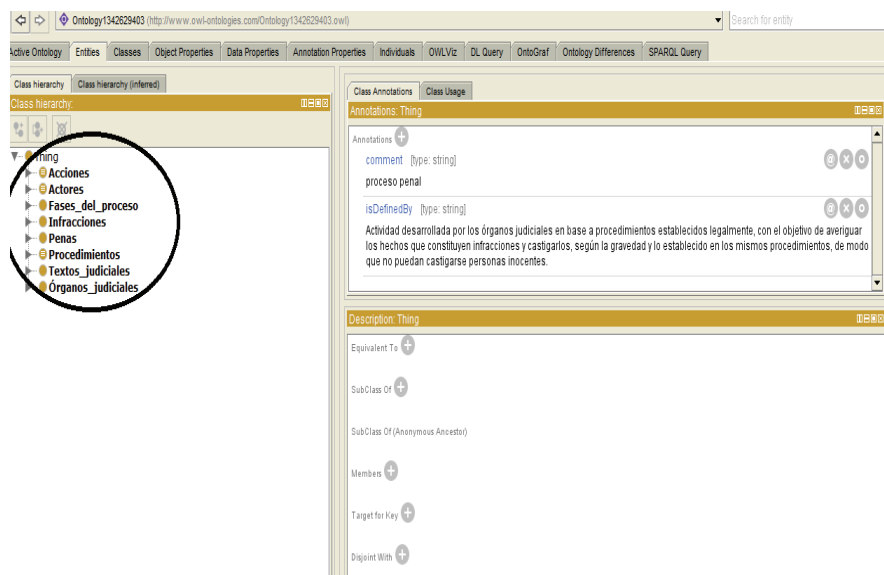 Ontology1342629403 (http://www.owl-ontologies.com/Ontology1342629403.owl)
Search for entity
Active Ontology Entities Classes Object Properties Data Properties Annotation Properties Individuals OWLViz DL Query OntoGraf Ontology Differences SPARQL Query
Class hierarchy Class hierarchy (inferred)
Class hierarchy:
Thing
Acciones
Actores
Fases_del_proceso
Infracciones
Penas
Procedimientos
Textos_judiciales
Órganos_judiciales
Class Annotations Class Usage
Annotations: Thing
Annotations
comment [type: string]
proceso penal
isDefinedBy [type: string]
Actividad desarrollada por los órganos judiciales en base a procedimientos establecidos legalmente, con el objetivo de averiguar
los hechos que constituyen infracciones y castigarlos, según la gravedad y lo establecido en los mismos procedimientos, de modo
que no puedan castigarse personas inocentes.
Description: Thing
Equivalent To
SubClass Of
SubClass Of (Anonymous Ancestor)
Members
Target for Key
Disjoint With